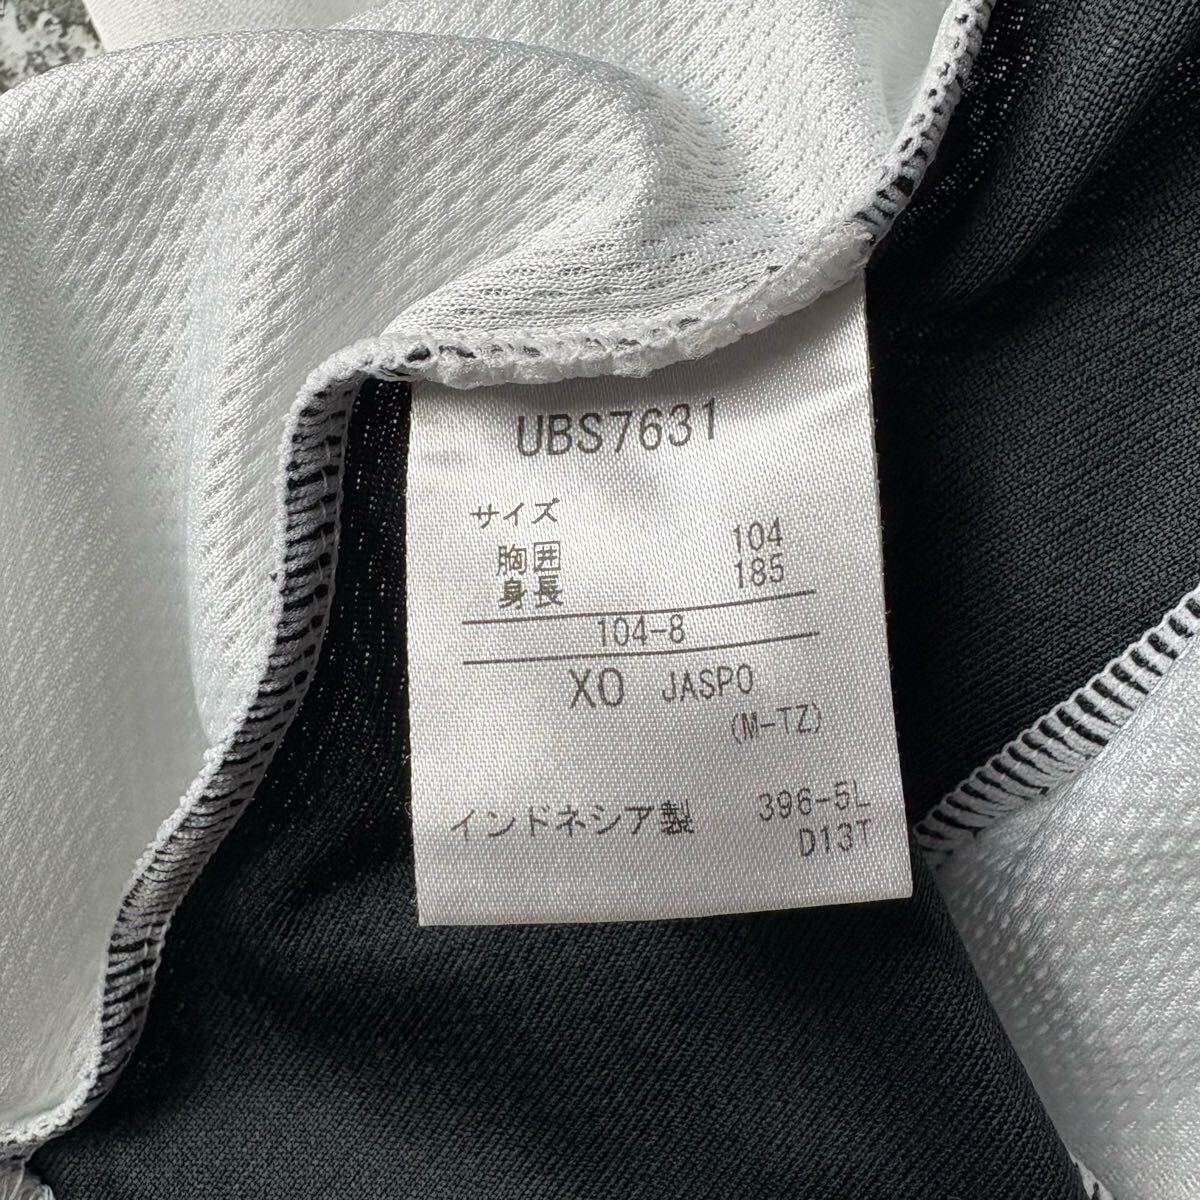 UBS7631
サイズ
胸囲 104
身長 185
104-8
XO JASPO
(M-TZ)
インドネシア製 396-5L
D13T